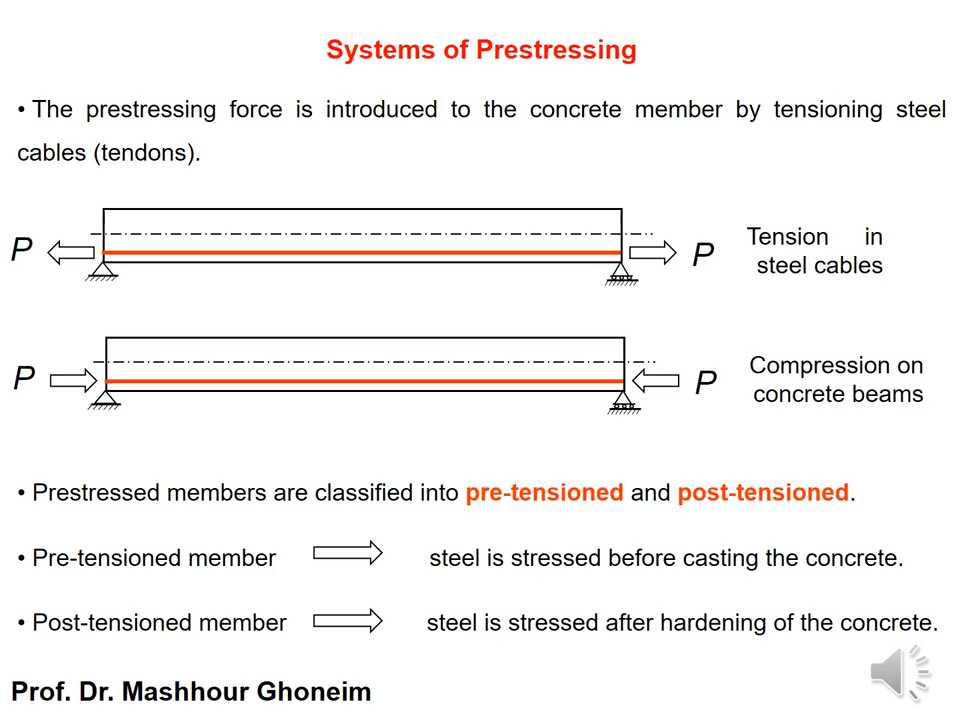 Systems of Prestressing
• The prestressing force is introduced to the concrete member by tensioning steel
cables (tendons).
P
P
Tension in
steel cables
P
P
Compression on
concrete beams
• Prestressed members are classified into pre-tensioned and post-tensioned.
• Pre-tensioned member steel is stressed before casting the concrete.
• Post-tensioned member steel is stressed after hardening of the concrete.
Prof. Dr. Mashhour Ghoneim